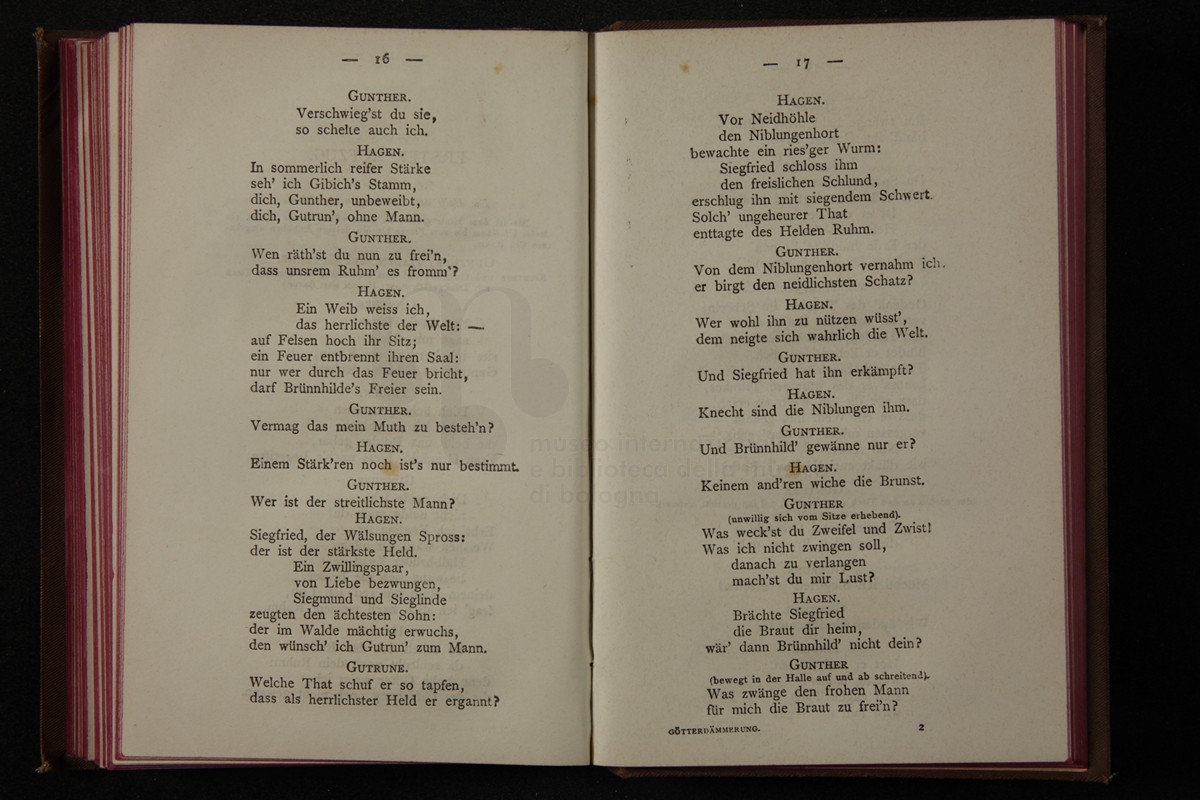 — 16 —
GUNTHER.
Verschwieg'st du sie,
so schelte auch ich.
HAGEN.
In sommerlich reifer Stärke
seh' ich Gibich's Stamm,
dich, Gunther, unbeweibt,
dich, Gutrun', ohne Mann.
GUNTHER.
Wen räth'st du nun zu frei'n,
dass unsrem Ruhm' es fromm'?
HAGEN.
Ein Weib weiss ich,
das herrlichste der Welt: —
auf Felsen hoch ihr Sitz;
ein Feuer entbrennt ihren Saal:
nur wer durch das Feuer bricht,
darf Brünnhilde's Freier sein.
GUNTHER.
Vermag das mein Muth zu besteh'n?
HAGEN.
Einem Stärk'ren noch ist's nur bestimmt.
GUNTHER.
Wer ist der streitlichste Mann?
HAGEN.
Siegfried, der Wälsungen Spross:
der ist der stärkste Held.
Ein Zwillingspaar,
von Liebe bezwungen,
Siegmund und Sieglinde
zeugten den ächtesten Sohn:
der im Walde mächtig erwuchs,
den wünsch' ich Gutrun' zum Mann.
GUTRUNE.
Welche That schuf er so tapfen,
dass als herrlichster Held er ergannt?
— 17 —
HAGEN.
Vor Neidhöhle
den Niblungenhort
bewachte ein ries'ger Wurm:
Siegfried schloss ihm
den freislichen Schlund,
erschlug ihn mit siegendem Schwert.
Solch' ungeheurer That
enttagte des Helden Ruhm.
GUNTHER.
Von dem Niblungenhort vernahm ich.
er birgt den neidlichsten Schatz?
HAGEN.
Wer wohl ihn zu nützen wüsst',
dem neigte sich wahrlich die Welt.
GUNTHER.
Und Siegfried hat ihn erkämpft?
HAGEN.
Knecht sind die Niblungen ihm.
GUNTHER.
Und Brünnhild' gewänne nur er?
HAGEN.
Keinem and'ren wiche die Brunst.
GUNTHER
(unwillig sich vom Sitze erhebend).
Was weck'st du Zweifel und Zwist!
Was ich nicht zwingen soll,
danach zu verlangen
mach'st du mir Lust?
HAGEN.
Brächte Siegfried
die Braut dir heim,
wär' dann Brünnhild' nicht dein?
GUNTHER
(bewegt in der Halle auf und ab schreitend).
Was zwänge den frohen Mann
für mich die Braut zu frei'n?
GÖTTERDÄMMERUNG. 2
museo interna
e biblioteca della mu
di bologna